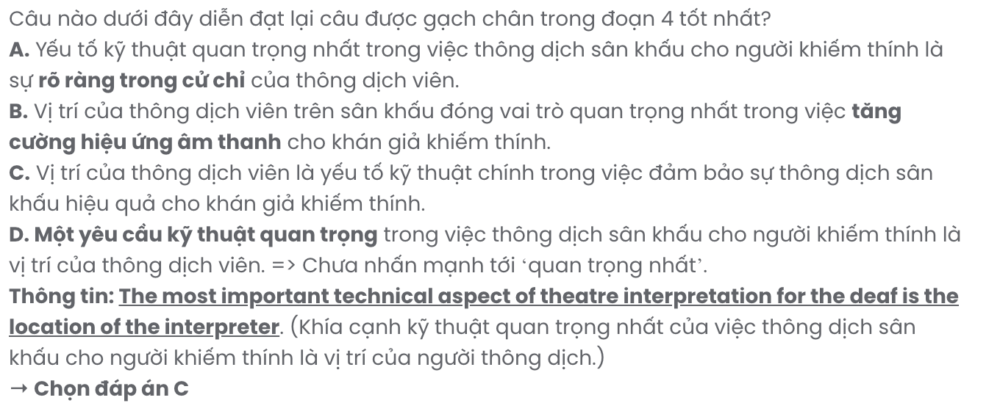 Câu nào dưới đây diễn đạt lại câu được gạch chân trong đoạn 4 tốt nhất?
A. Yếu tố kỹ thuật quan trọng nhất trong việc thông dịch sân khấu cho người khiếm thính là
sự rõ ràng trong cử chỉ của thông dịch viên.
B. Vị trí của thông dịch viên trên sân khấu đóng vai trò quan trọng nhất trong việc tăng
cường hiệu ứng âm thanh cho khán giả khiếm thính.
C. Vị trí của thông dịch viên là yếu tố kỹ thuật chính trong việc đảm bảo sự thông dịch sân
khấu hiệu quả cho khán giả khiếm thính.
D. Một yêu cầu kỹ thuật quan trọng trong việc thông dịch sân khấu cho người khiếm thính là
vị trí của thông dịch viên. => Chưa nhấn mạnh tới ‘quan trọng nhất’.
Thông tin: The most important technical aspect of theatre interpretation for the deaf is the
location of the interpreter. (Khía cạnh kỹ thuật quan trọng nhất của việc thông dịch sân
khấu cho người khiếm thính là vị trí của người thông dịch.)
→ Chọn đáp án C